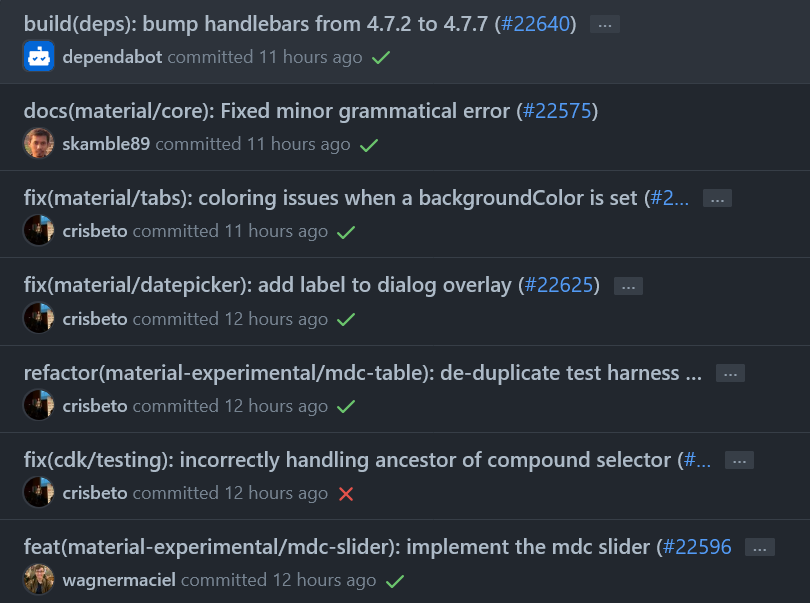 build(deps): bump handlebars from 4.7.2 to 4.7.7 (#22640) ...
dependabot committed 11 hours ago
docs(material/core): Fixed minor grammatical error (#22575)
skamble89 committed 11 hours ago
fix(material/tabs): coloring issues when a backgroundColor is set (#2... ...
crisbeto committed 11 hours ago
fix(material/datepicker): add label to dialog overlay (#22625) ...
crisbeto committed 12 hours ago
refactor(material-experimental/mdc-table): de-duplicate test harness ... ...
crisbeto committed 12 hours ago
fix(cdk/testing): incorrectly handling ancestor of compound selector (#... ...
crisbeto committed 12 hours ago
feat(material-experimental/mdc-slider): implement the mdc slider (#22596 ...
wagnermaciel committed 12 hours ago